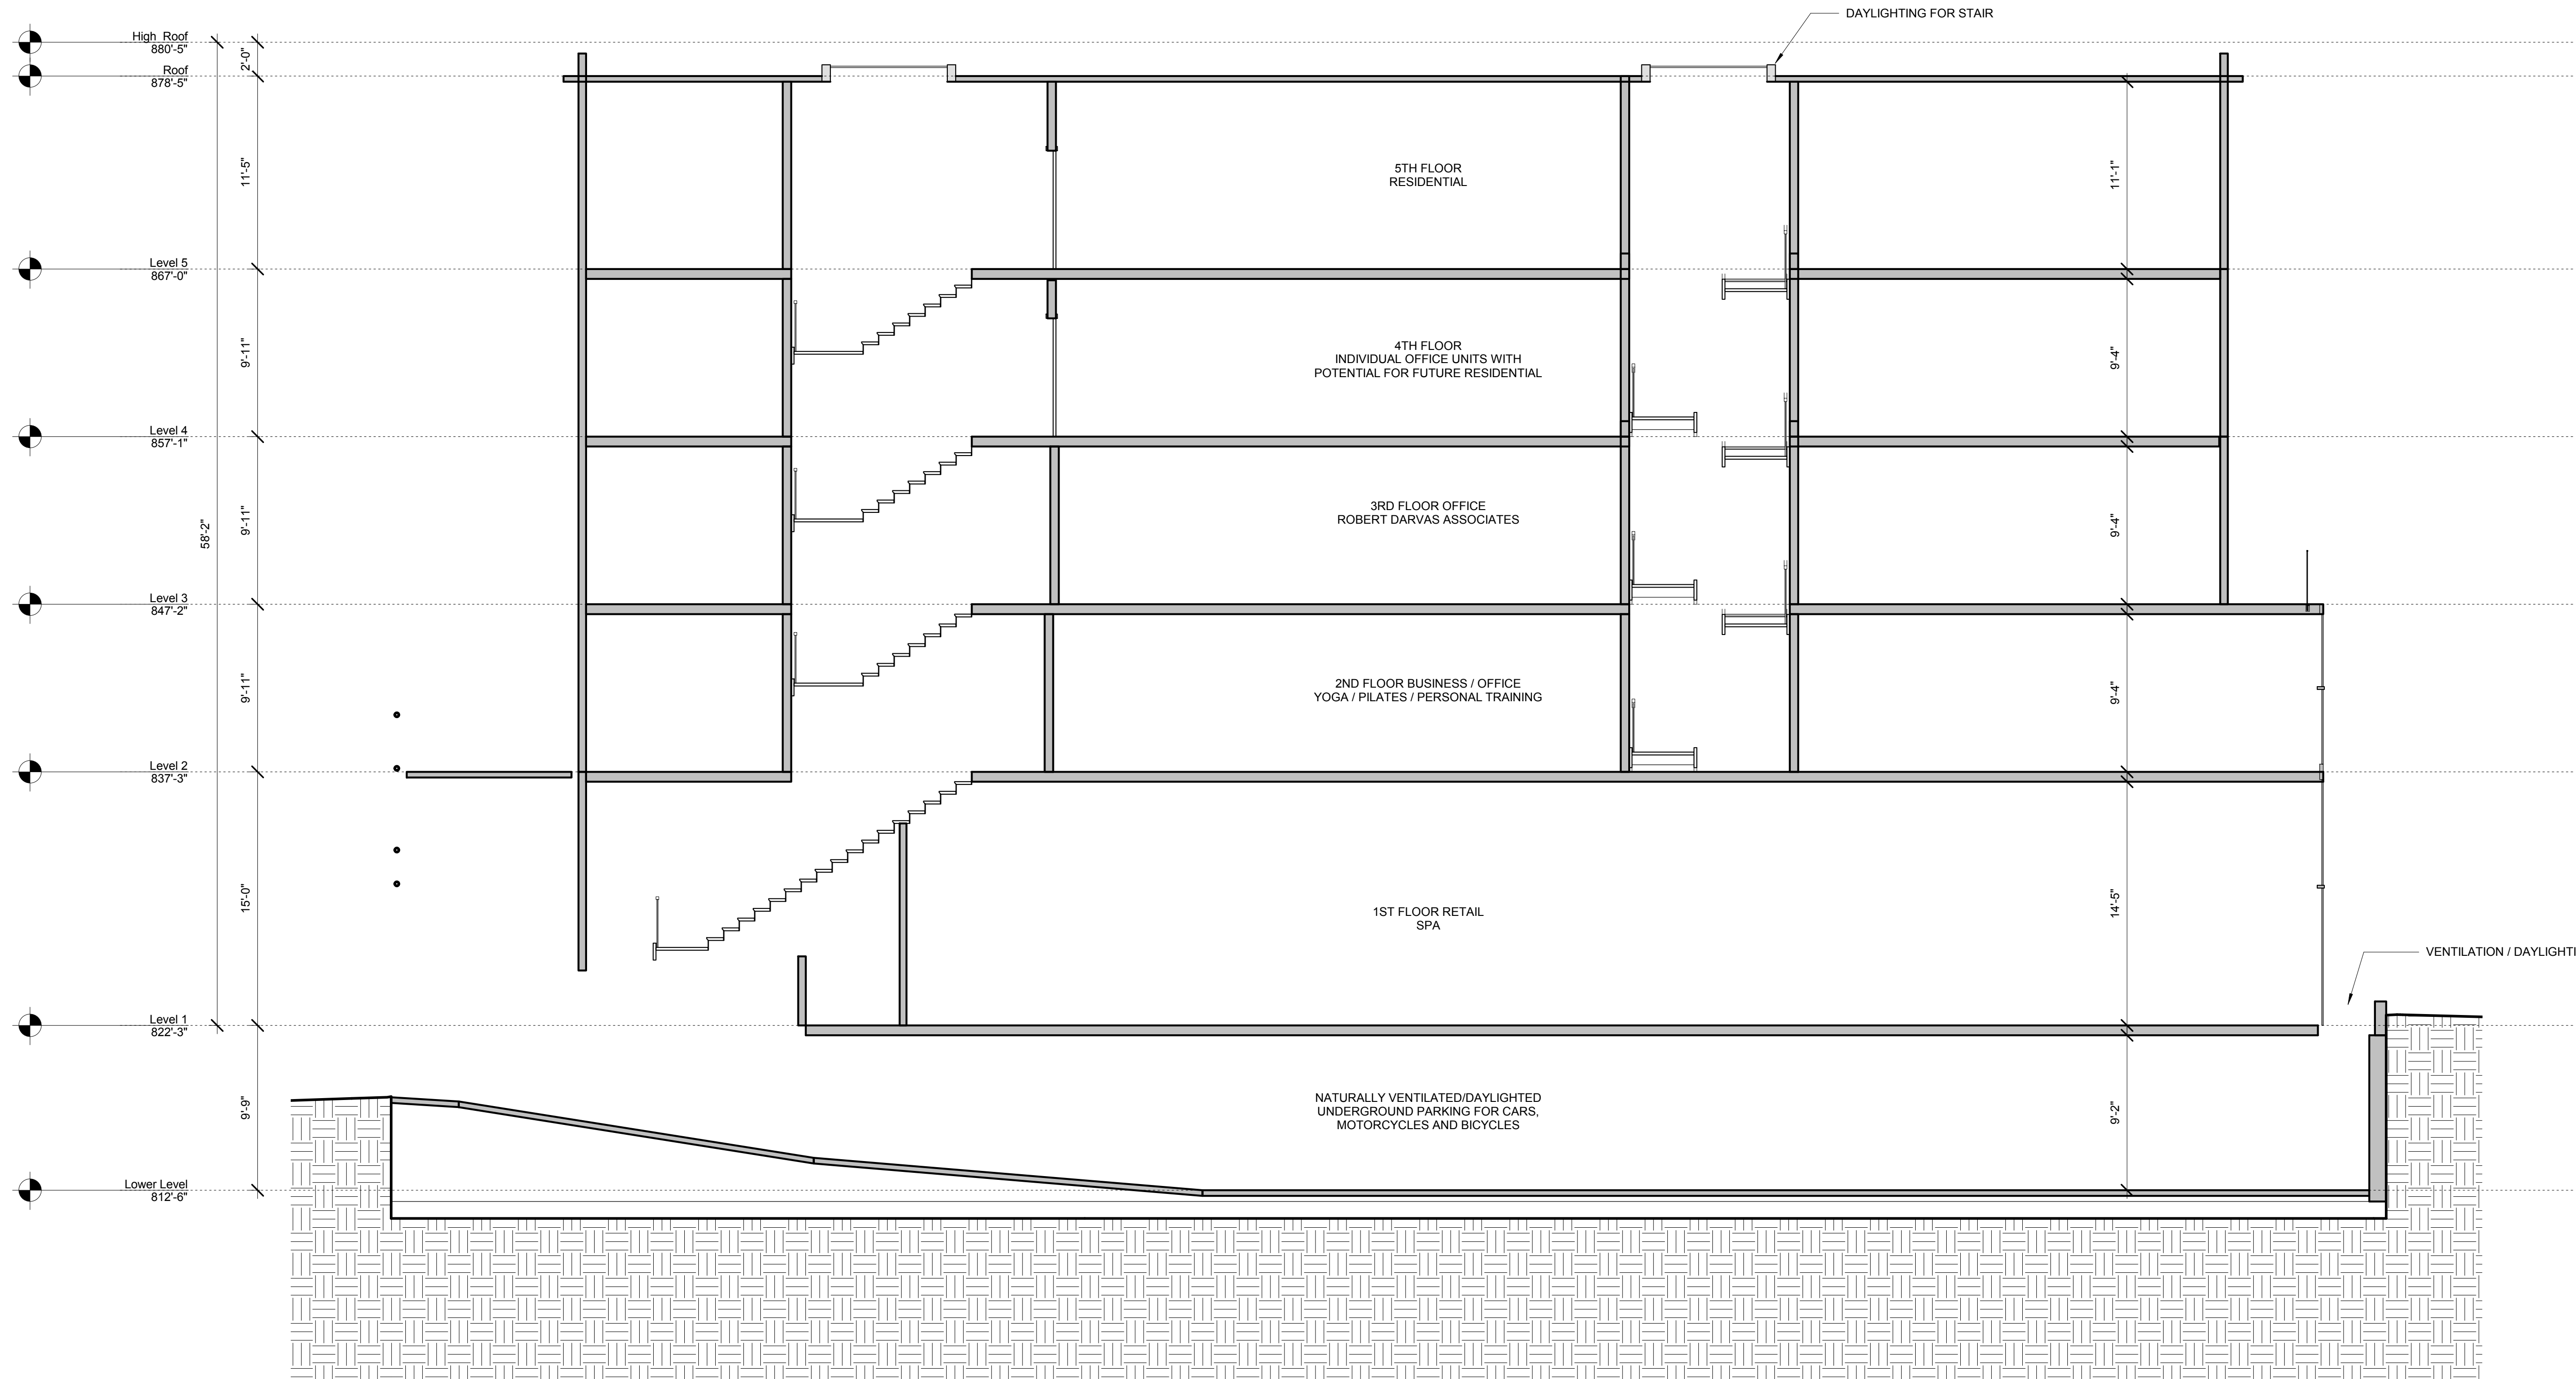 DAYLIGHTING FOR STAIR
High Roof
880'-5"
2'-0"
Roof
878'-5"
11'-5"
5TH FLOOR
RESIDENTIAL
11'-1"
Level 5
867'-0"
9'-11"
4TH FLOOR
INDIVIDUAL OFFICE UNITS WITH
POTENTIAL FOR FUTURE RESIDENTIAL
9'-4"
Level 4
857'-1"
58'-2"
9'-11"
3RD FLOOR OFFICE
ROBERT DARVAS ASSOCIATES
9'-4"
Level 3
847'-2"
9'-11"
2ND FLOOR BUSINESS / OFFICE
YOGA / PILATES / PERSONAL TRAINING
9'-4"
Level 2
837'-3"
15'-0"
1ST FLOOR RETAIL
SPA
14'-5"
VENTILATION / DAYLIGHTI
Level 1
822'-3"
9'-9"
NATURALLY VENTILATED/DAYLIGHTED
UNDERGROUND PARKING FOR CARS,
MOTORCYCLES AND BICYCLES
9'-2"
Lower Level
812'-6"